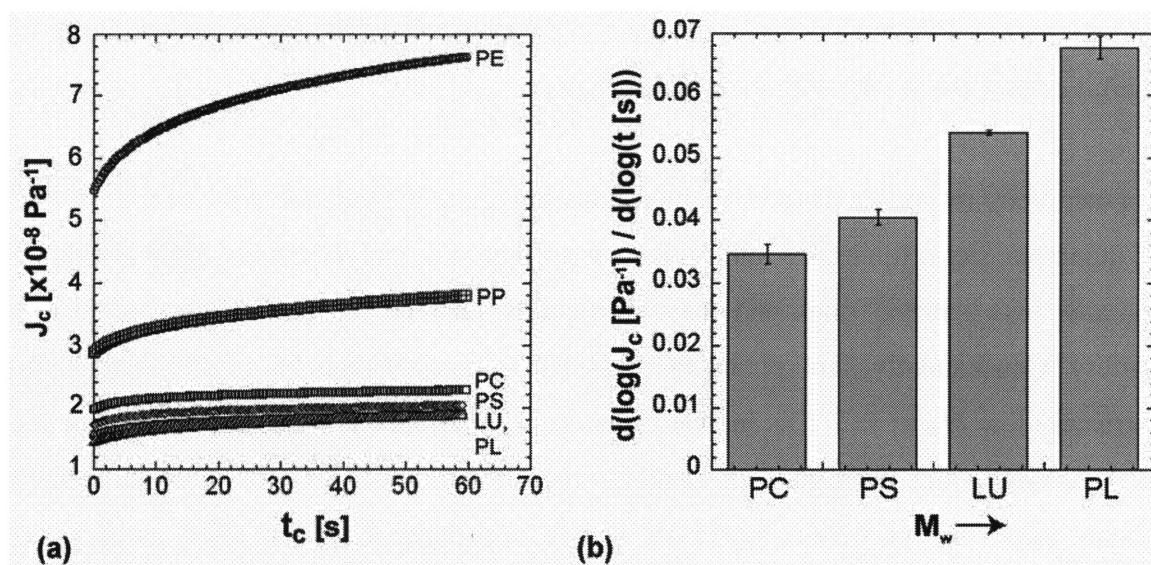 J_c [x10^-8 Pa^-1]
8
7
6
5
4
3
2
1
PE
PP
PC
PS
LU,
PL
0 10 20 30 40 50 60 70
t_c [s]
(a)
d(log(J_c [Pa^-1]) / d(log(t [s])))
0.07
0.06
0.05
0.04
0.03
0.02
0.01
0
PC PS LU PL
M_w →
(b)